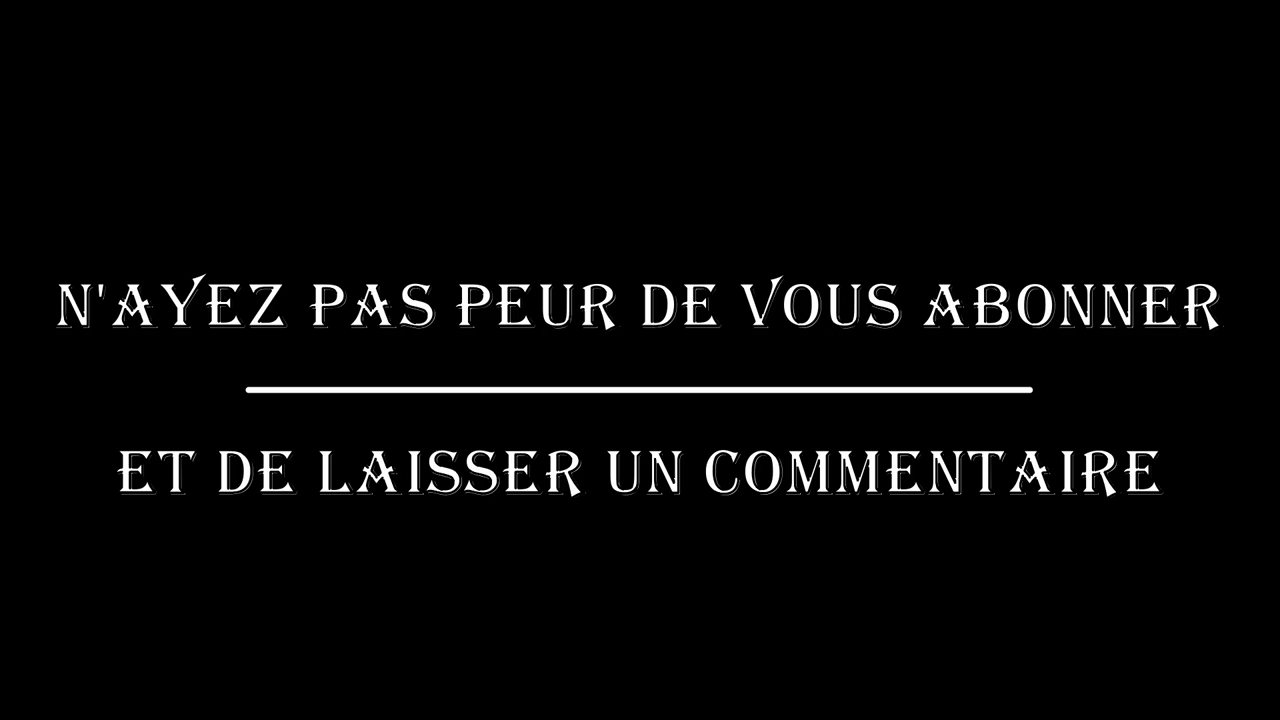 N'AYEZ PAS PEUR DE VOUS ABONNER
ET DE LAISSER UN COMMENTAIRE